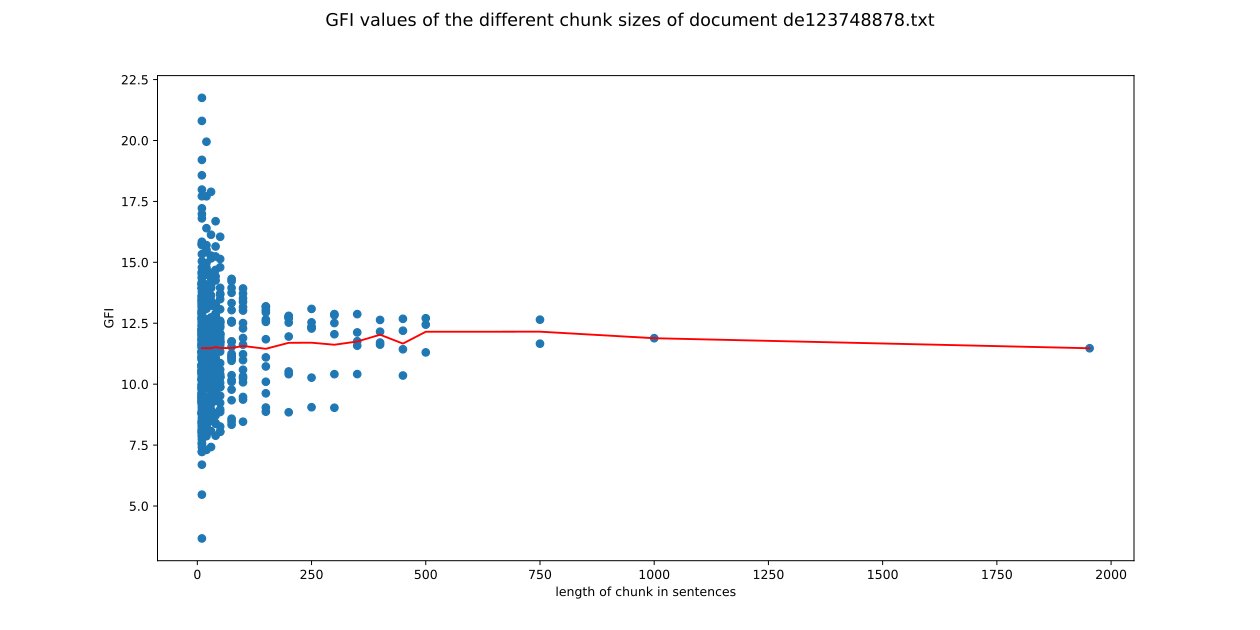 GFI values of the different chunk sizes of document de123748878.txt
22.5
20.0
17.5
15.0
12.5
10.0
7.5
5.0
GFI
0 250 500 750 1000 1250 1500 1750 2000
length of chunk in sentences